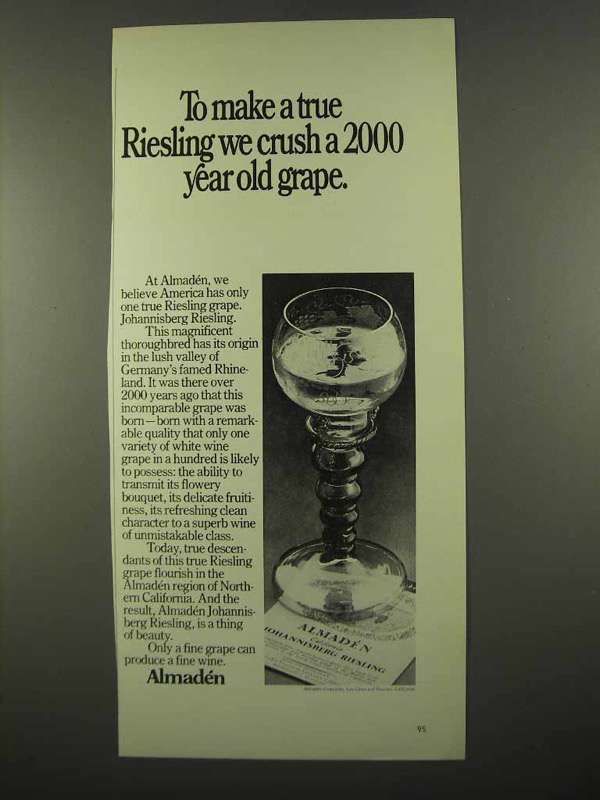 To make a true
Riesling we crush a 2000
year old grape.
At Almadén, we
believe America has only
one true Riesling grape.
Johannisberg Riesling.
This magnificent
thoroughbred has its origin
in the lush valley of
Germany's famed Rhine-
land. It was there over
2000 years ago that this
incomparable grape was
born—born with a remark-
able quality that only one
variety of white wine
grape in a hundred is likely
to possess: the ability to
transmit its flowery
bouquet, its delicate fruiti-
ness, its refreshing clean
character to a superb wine
of unmistakable class.
Today, true descen-
dants of this true Riesling
grape flourish in the
Almadén region of North-
ern California. And the
result, Almadén Johannis-
berg Riesling, is a thing
of beauty.
Only a fine grape can
produce a fine wine.
Almadén
ALMADÉN
California
JOHANNISBERG RIESLING
95